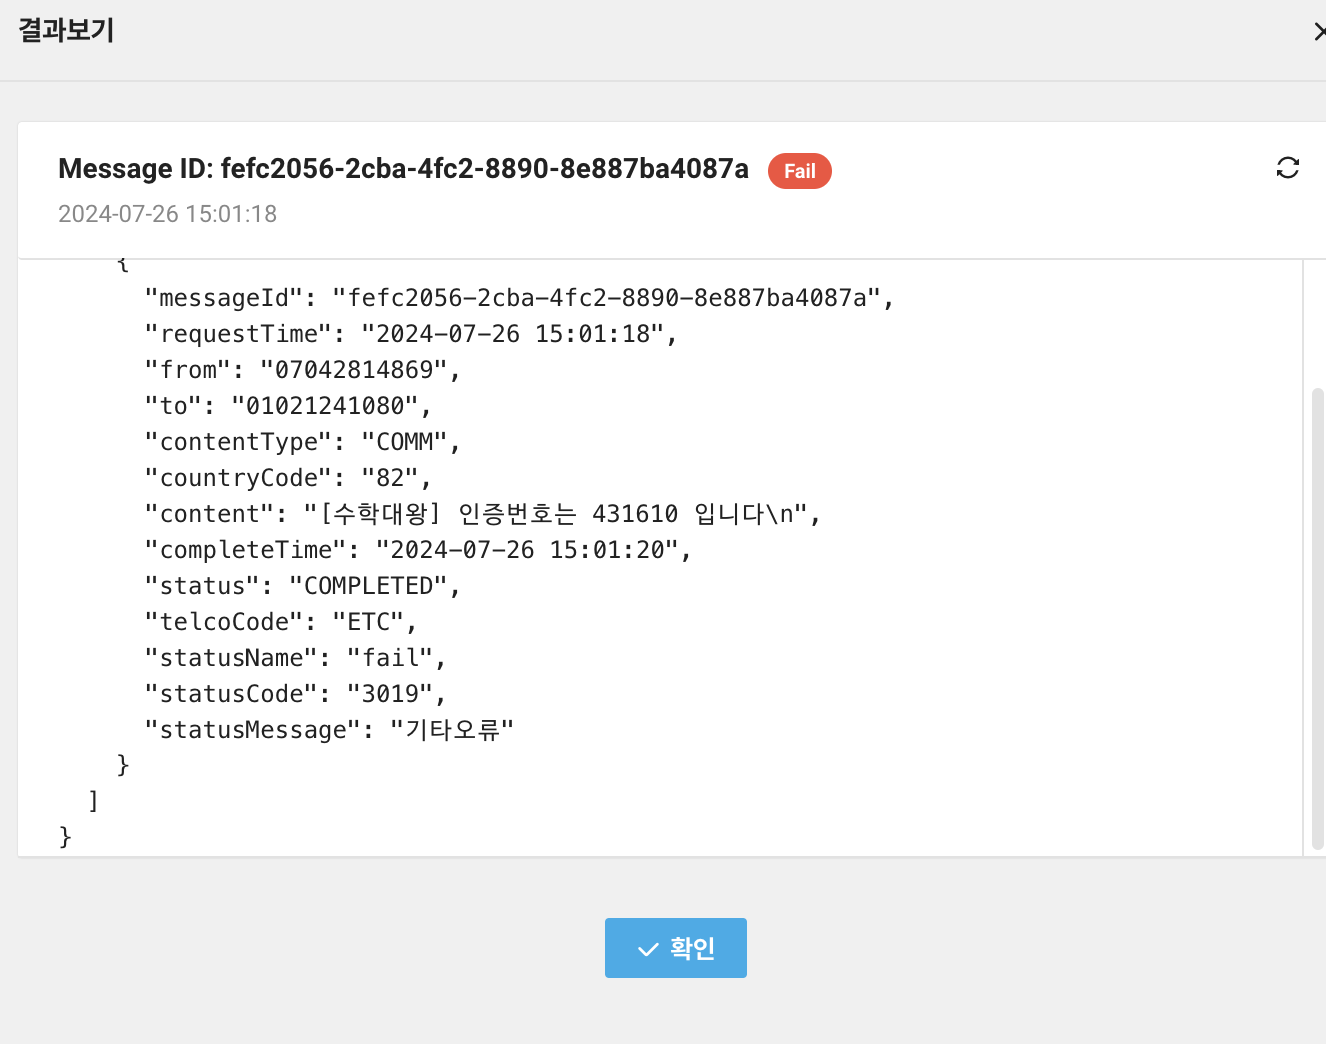 결과보기
Message ID: fefc2056-2cba-4fc2-8890-8e887ba4087a Fail
2024-07-26 15:01:18
{
"messageId": "fefc2056-2cba-4fc2-8890-8e887ba4087a",
"requestTime": "2024-07-26 15:01:18",
"from": "07042814869",
"to": "01021241080",
"contentType": "COMM",
"countryCode": "82",
"content": "[수학대왕] 인증번호는 431610 입니다\n",
"completeTime": "2024-07-26 15:01:20",
"status": "COMPLETED",
"telcoCode": "ETC",
"statusName": "fail",
"statusCode": "3019",
"statusMessage": "기타오류"
}
]
}
확인